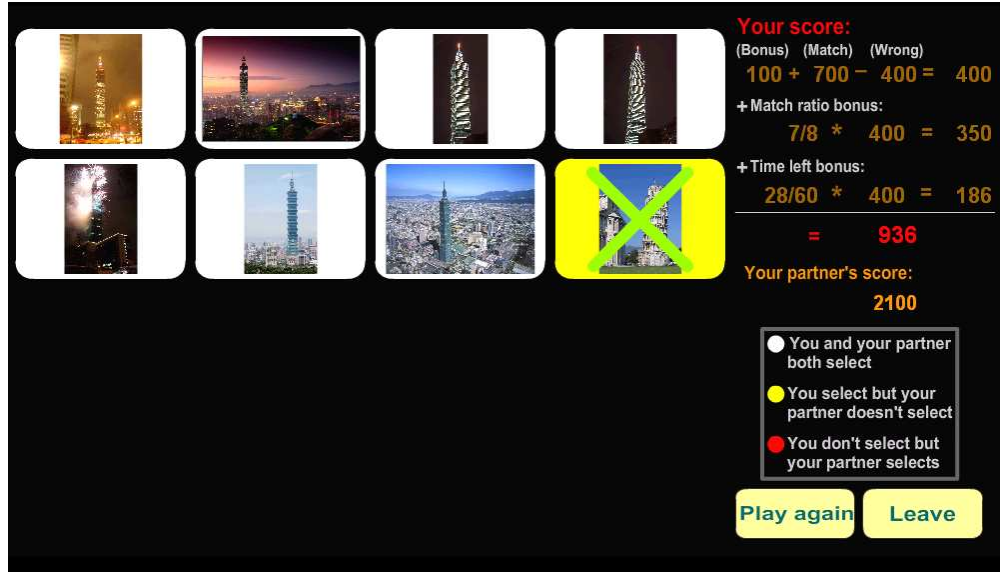 Your score:
(Bonus) (Match) (Wrong)
100 + 700 − 400 = 400
+ Match ratio bonus:
7/8 * 400 = 350
+ Time left bonus:
28/60 * 400 = 186
= 936
Your partner's score:
2100
You and your partner
both select
You select but your
partner doesn't select
You don't select but
your partner selects
Play again Leave